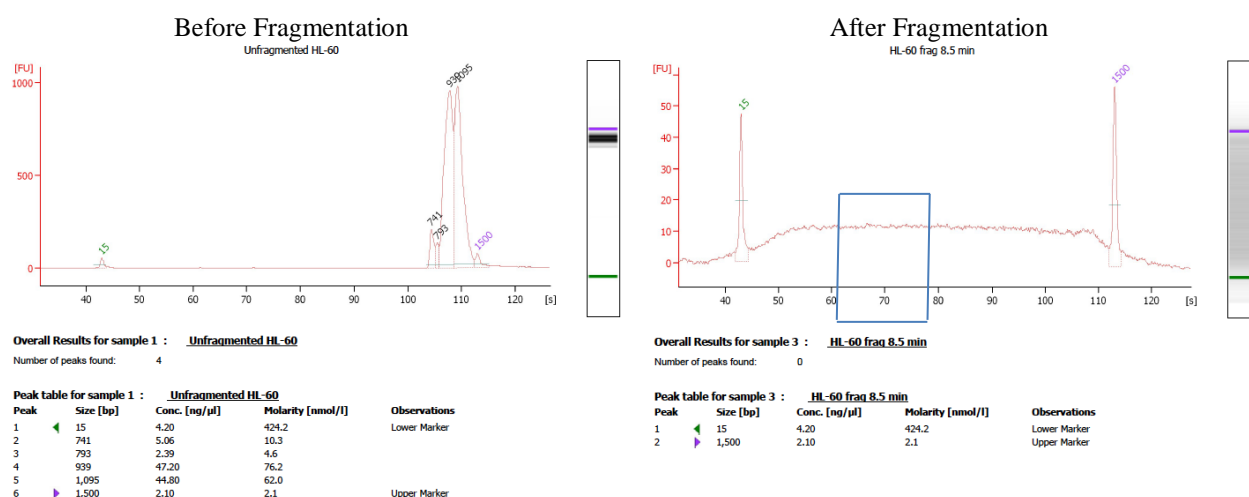 Before Fragmentation
Unfragmented HL-60
[FU]
1000
500
0
15
741
793
939
1095
1500
40 50 60 70 80 90 100 110 120 [s]
Overall Results for sample 1 : Unfragmented HL-60
Number of peaks found: 4
Peak table for sample 1 : Unfragmented HL-60
Peak Size [bp] Conc. [ng/µl] Molarity [nmol/l] Observations
1 15 4.20 424.2 Lower Marker
2 741 5.06 10.3
3 793 2.39 4.6
4 939 47.20 76.2
5 1,095 44.80 62.0
6 1,500 2.10 2.1 Upper Marker
After Fragmentation
HL-60 frag 8.5 min
[FU]
50
40
30
20
10
0
15
1500
40 50 60 70 80 90 100 110 120 [s]
Overall Results for sample 3 : HL-60 frag 8.5 min
Number of peaks found: 0
Peak table for sample 3 : HL-60 frag 8.5 min
Peak Size [bp] Conc. [ng/µl] Molarity [nmol/l] Observations
1 15 4.20 424.2 Lower Marker
2 1,500 2.10 2.1 Upper Marker